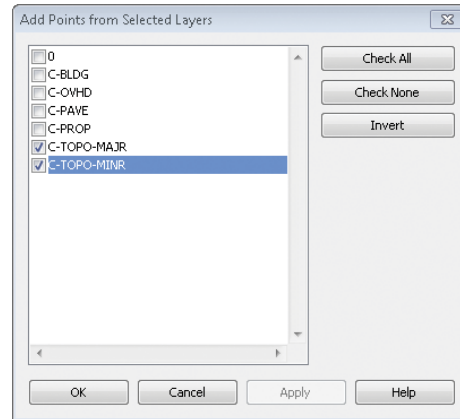 Add Points from Selected Layers
0
C-BLDG
C-OVHD
C-PAVE
C-PROP
C-TOPO-MAJR
C-TOPO-MINR
Check All
Check None
Invert
OK
Cancel
Apply
Help